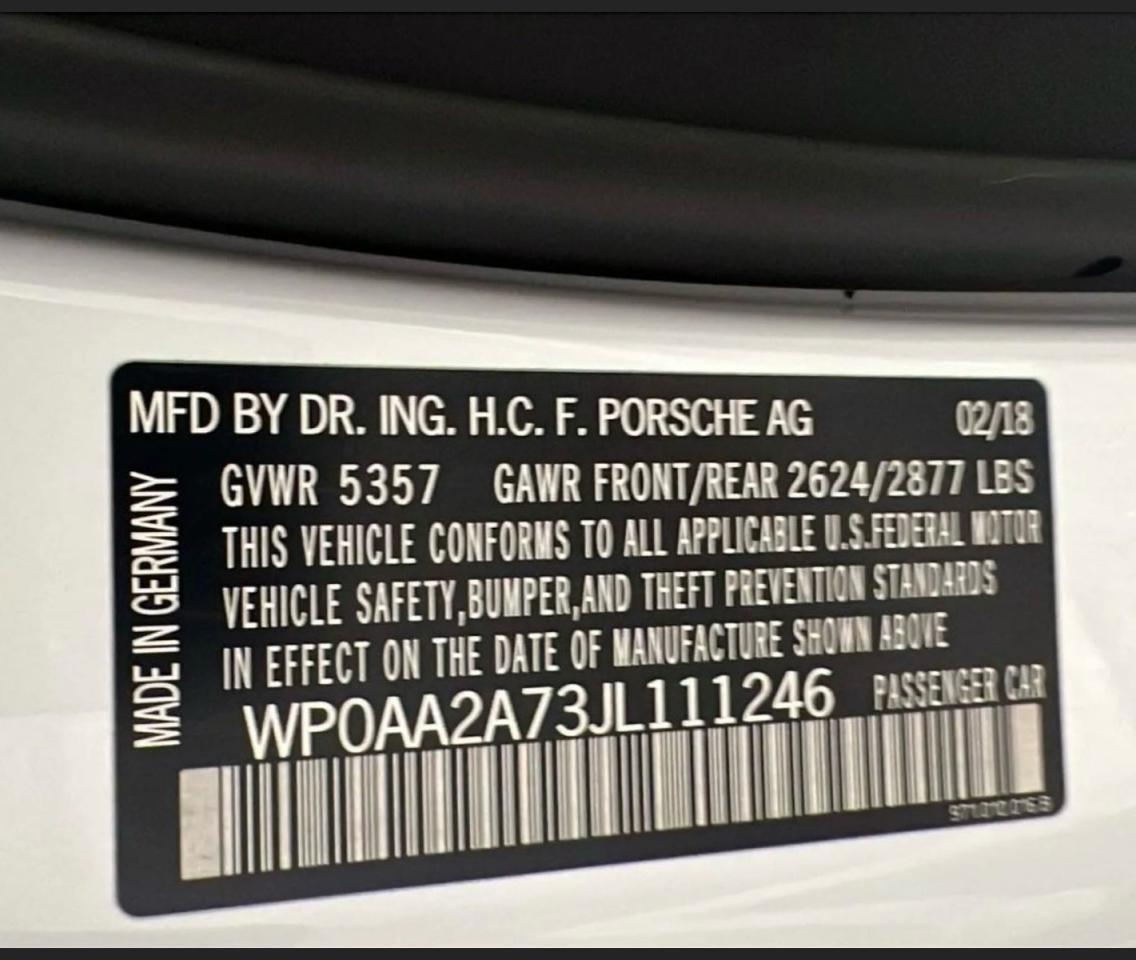 MFD BY DR. ING. H.C. F. PORSCHE AG 02/18
GVWR 5357 GAWR FRONT/REAR 2624/2877 LBS
THIS VEHICLE CONFORMS TO ALL APPLICABLE U.S.FEDERAL MOTOR
VEHICLE SAFETY,BUMPER,AND THEFT PREVENTION STANDARDS
IN EFFECT ON THE DATE OF MANUFACTURE SHOWN ABOVE
WP0AA2A73JL111246 PASSENGER CAR
MADE IN GERMANY